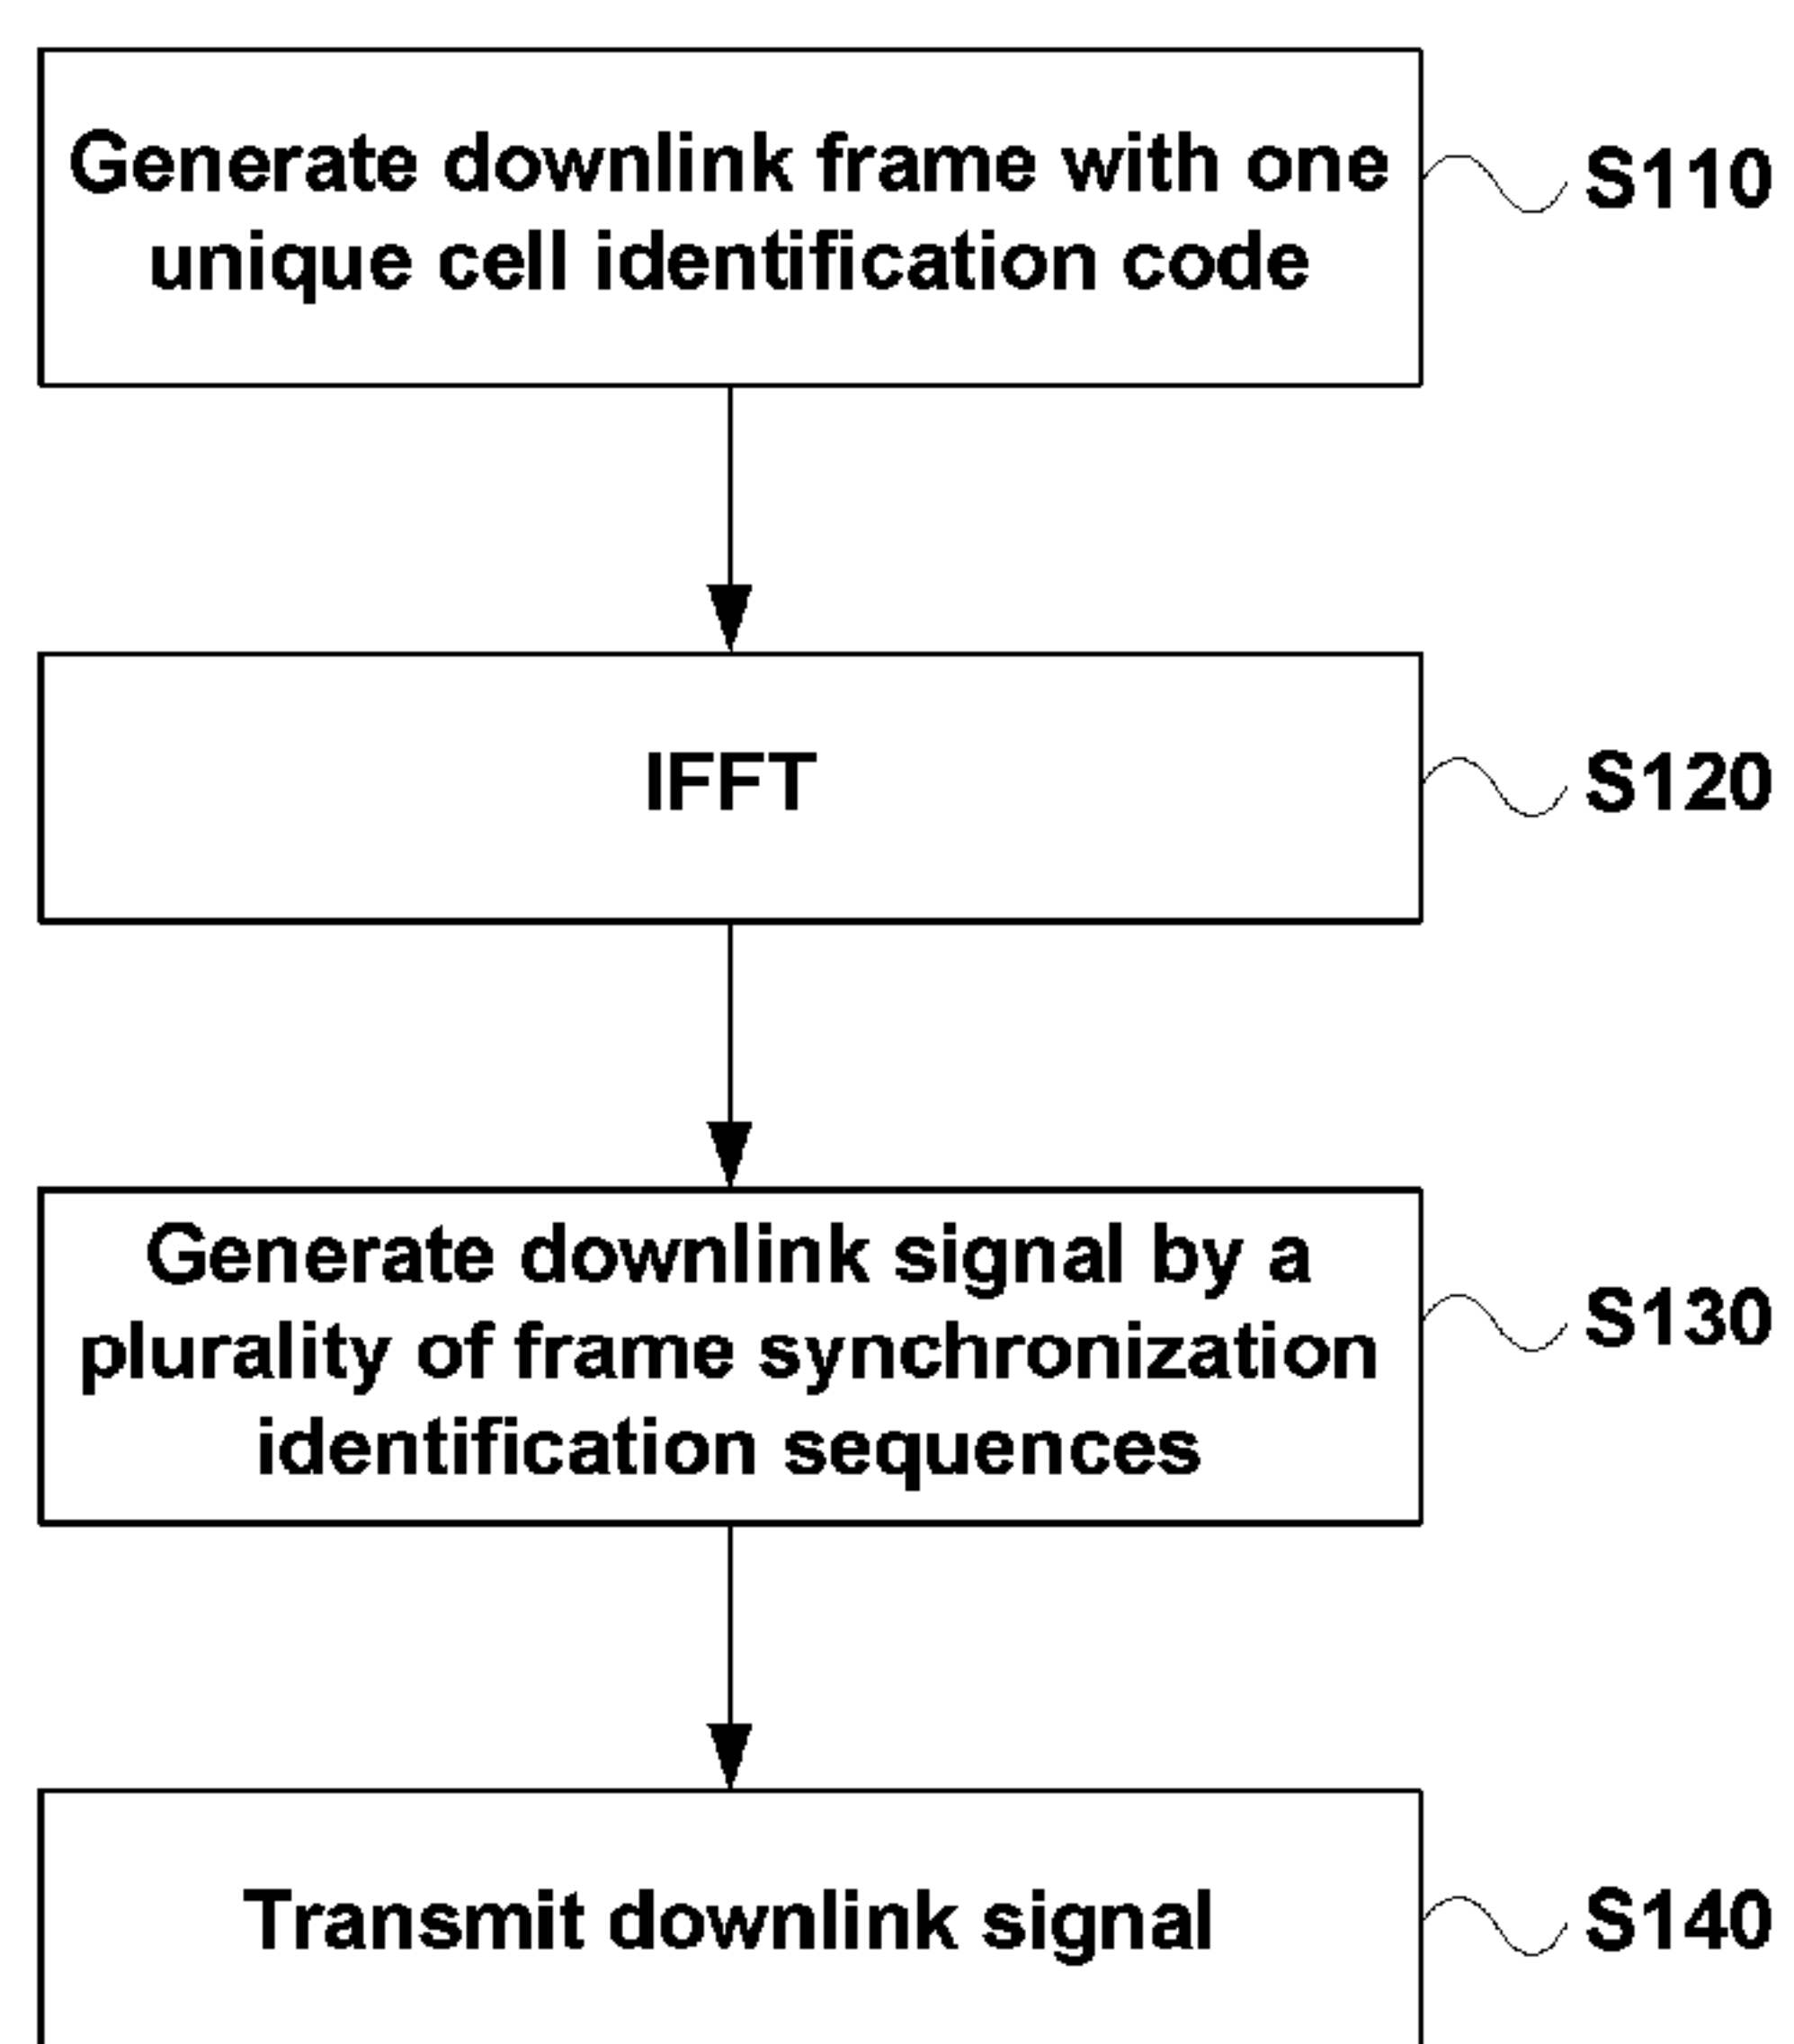 Generate downlink frame with one
unique cell identification code
S110
IFFT
S120
Generate downlink signal by a
plurality of frame synchronization
identification sequences
S130
Transmit downlink signal
S140